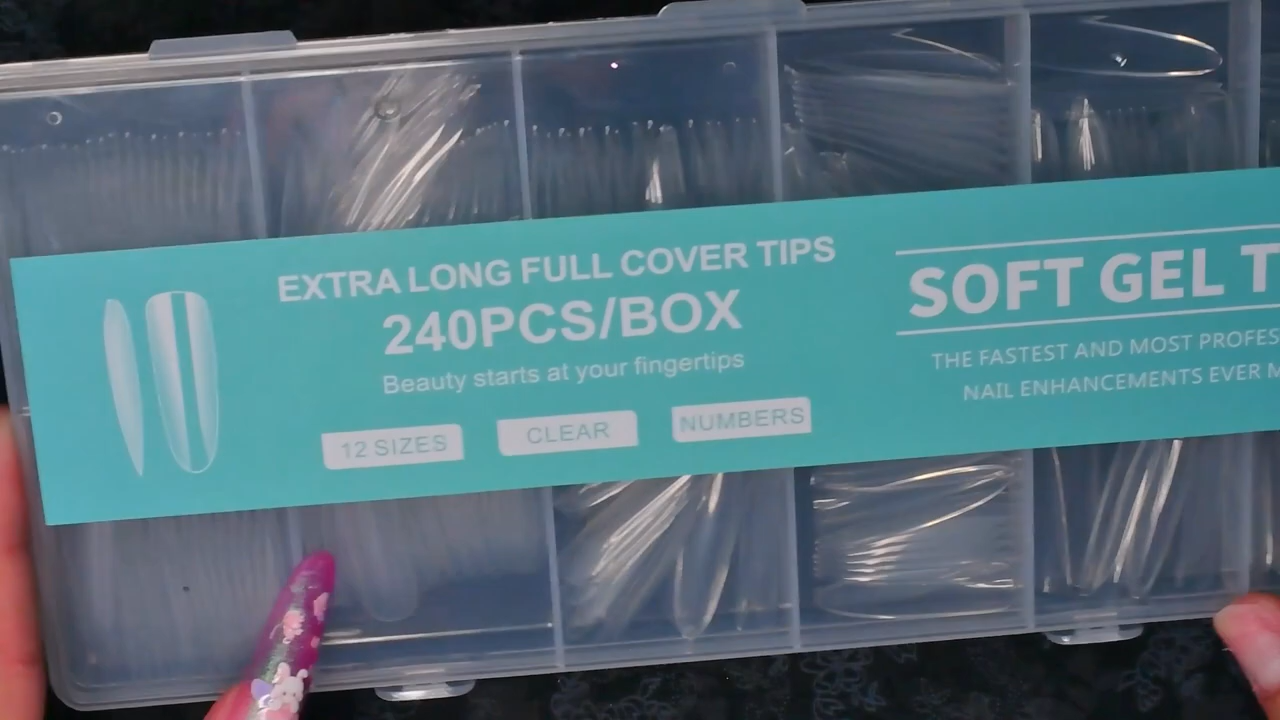 EXTRA LONG FULL COVER TIPS
240PCS/BOX
Beauty starts at your fingertips
12 SIZES
CLEAR
NUMBERS
SOFT GEL T
THE FASTEST AND MOST PROFES
NAIL ENHANCEMENTS EVER M